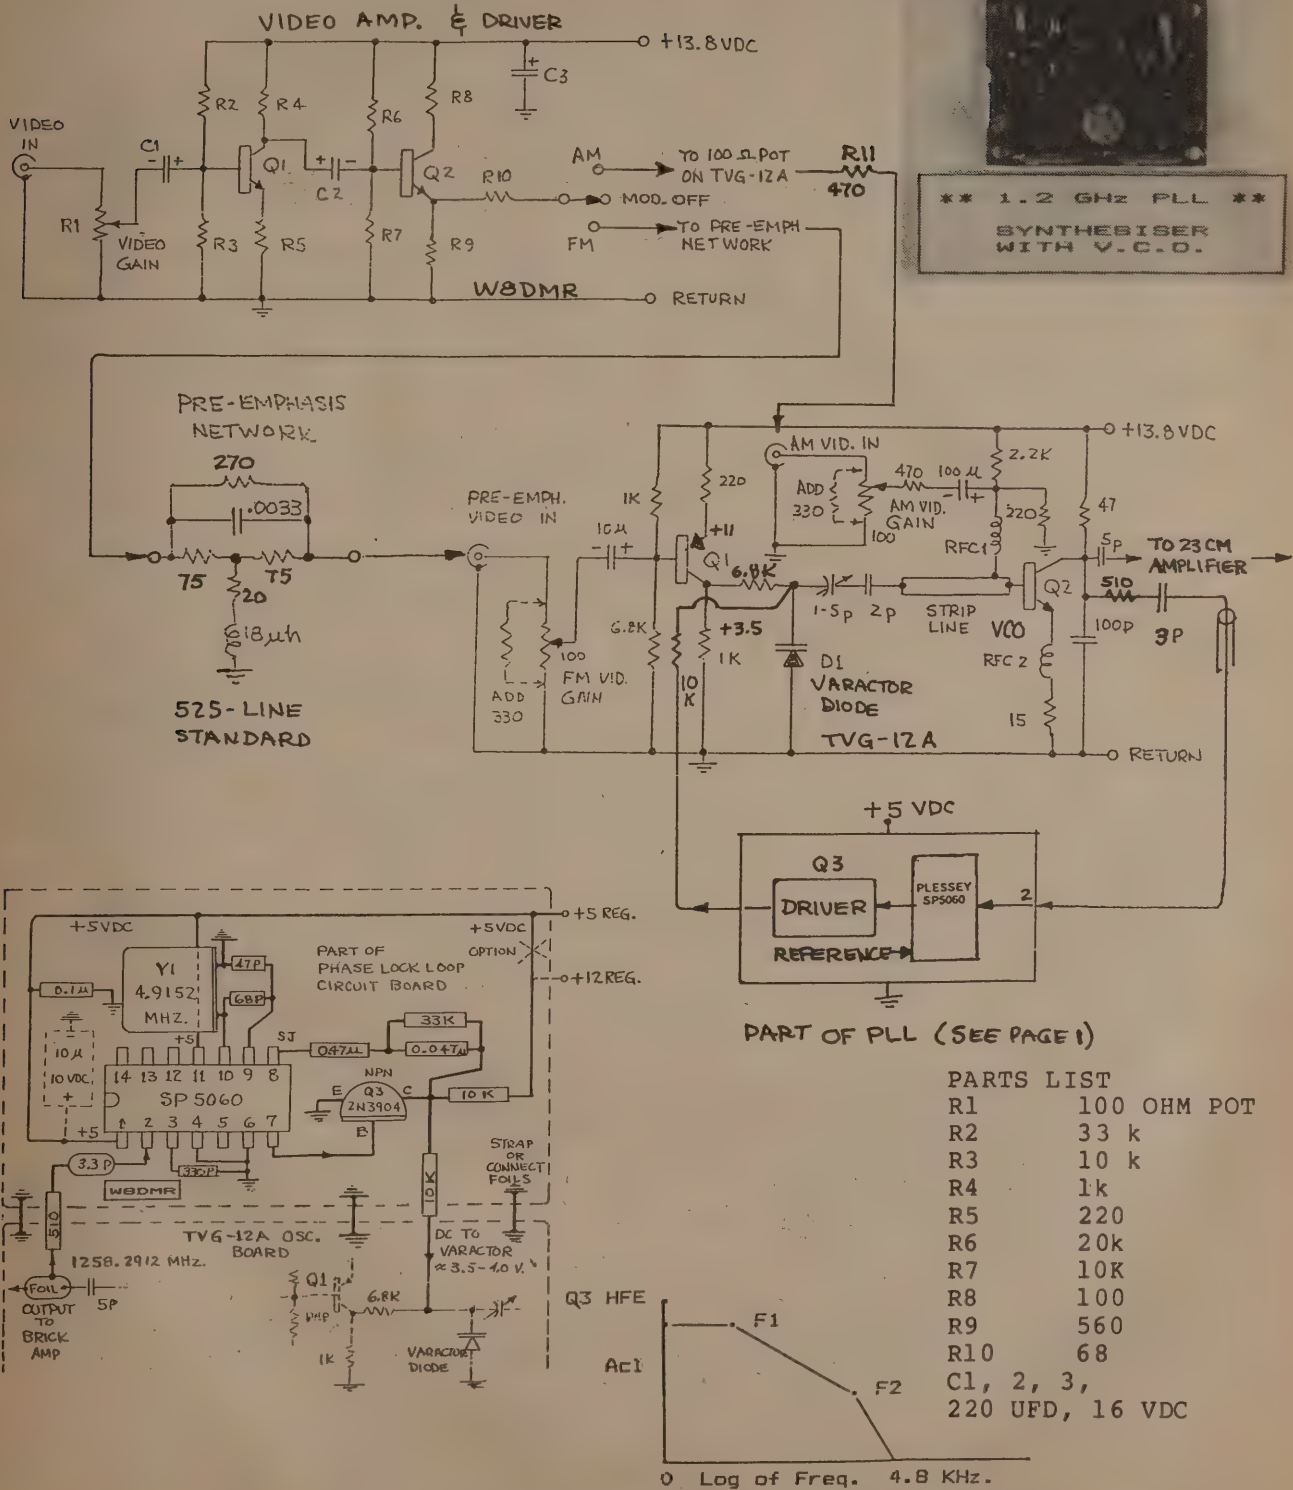 VIDEO AMP. & DRIVER
+13.8VDC
C3
R2
R4
R6
R8
VIDEO
IN
C1
Q1
C2
Q2
R10
R1
VIDEO
GAIN
R3
R5
R7
R9
W8DMR
RETURN
AM
TO 100 Ω POT
ON TVG-12A
MOD. OFF
FM
TO PRE-EMPH
NETWORK
R11
470
** 1.2 GHz PLL **
SYNTHESISER
WITH V.C.O.
PRE-EMPHASIS
NETWORK
270
.0033
75
75
20
18μh
525-LINE
STANDARD
PRE-EMPH.
VIDEO IN
ADD
330
100
FM VID.
GAIN
10μ
1K
220
+11
Q1
6.8K
6.8K
+3.5
1K
10
K
AM VID. IN
ADD
330
470
100μ
AM VID.
GAIN
100
2.2K
220
RFC1
47
5p
TO 23CM
AMPLIFIER
1-5p
2p
STRIP
LINE
Q2
VCO
510
3P
100P
RFC 2
15
D1
VARACTOR
DIODE
TVG-12A
RETURN
+5 VDC
Q3
DRIVER
PLESSEY
SP5060
2
REFERENCE
PART OF PLL (SEE PAGE 1)
+5VDC
+5VDC
+5 REG.
OPTION
+12REG.
PART OF
PHASE LOCK LOOP
CIRCUIT BOARD
Y1
4.9152
MHZ.
47P
68P
0.1μ
10μ
10 VDC
+
+5
SJ
33K
.047μ
0.047μ
14 13 12 11 10 9 8
SP 5060
1 2 3 4 5 6 7
+5
NPN
E
Q3
C
2N3904
B
10K
3.3P
330P
W8DMR
STRAP
OR
CONNECT
FOILS
510
10K
TVG-12A OSC.
BOARD
1258.2912 MHZ.
FOIL
5P
OUTPUT
TO
BRICK
AMP
DC TO
VARACTOR
≈3.5-4.0 V.
Q1
PNP
6.8K
1K
VARACTOR
DIODE
Q3 HFE
AcI
F1
F2
0 Log of Freq. 4.8 KHz.
PARTS LIST
R1 100 OHM POT
R2 33 k
R3 10 k
R4 1k
R5 220
R6 20k
R7 10K
R8 100
R9 560
R10 68
C1, 2, 3,
220 UFD, 16 VDC